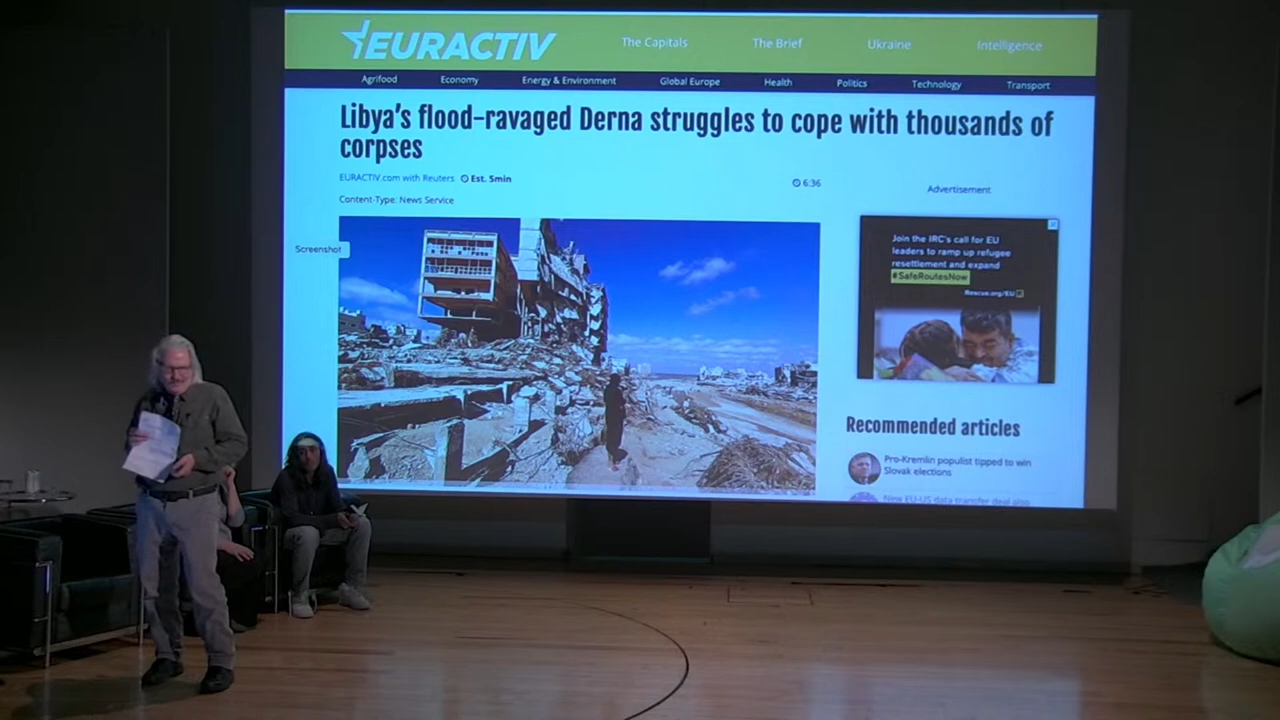 EURACTIV
The Capitals
The Brief
Ukraine
Intelligence
Agrifood
Economy
Energy & Environment
Global Europe
Health
Politics
Technology
Transport
Libya's flood-ravaged Derna struggles to cope with thousands of
corpses
EURACTIV.com with Reuters
Est. 5min
6:36
Content-Type: News Service
Advertisement
Screenshot
Join the IRC's call for EU
leaders to ramp up refugee
resettlement and expand
#SafeRoutesNow
Rescue.org/EU
Recommended articles
Pro-Kremlin populist tipped to win
Slovak elections
New EU-US data transfer deal also